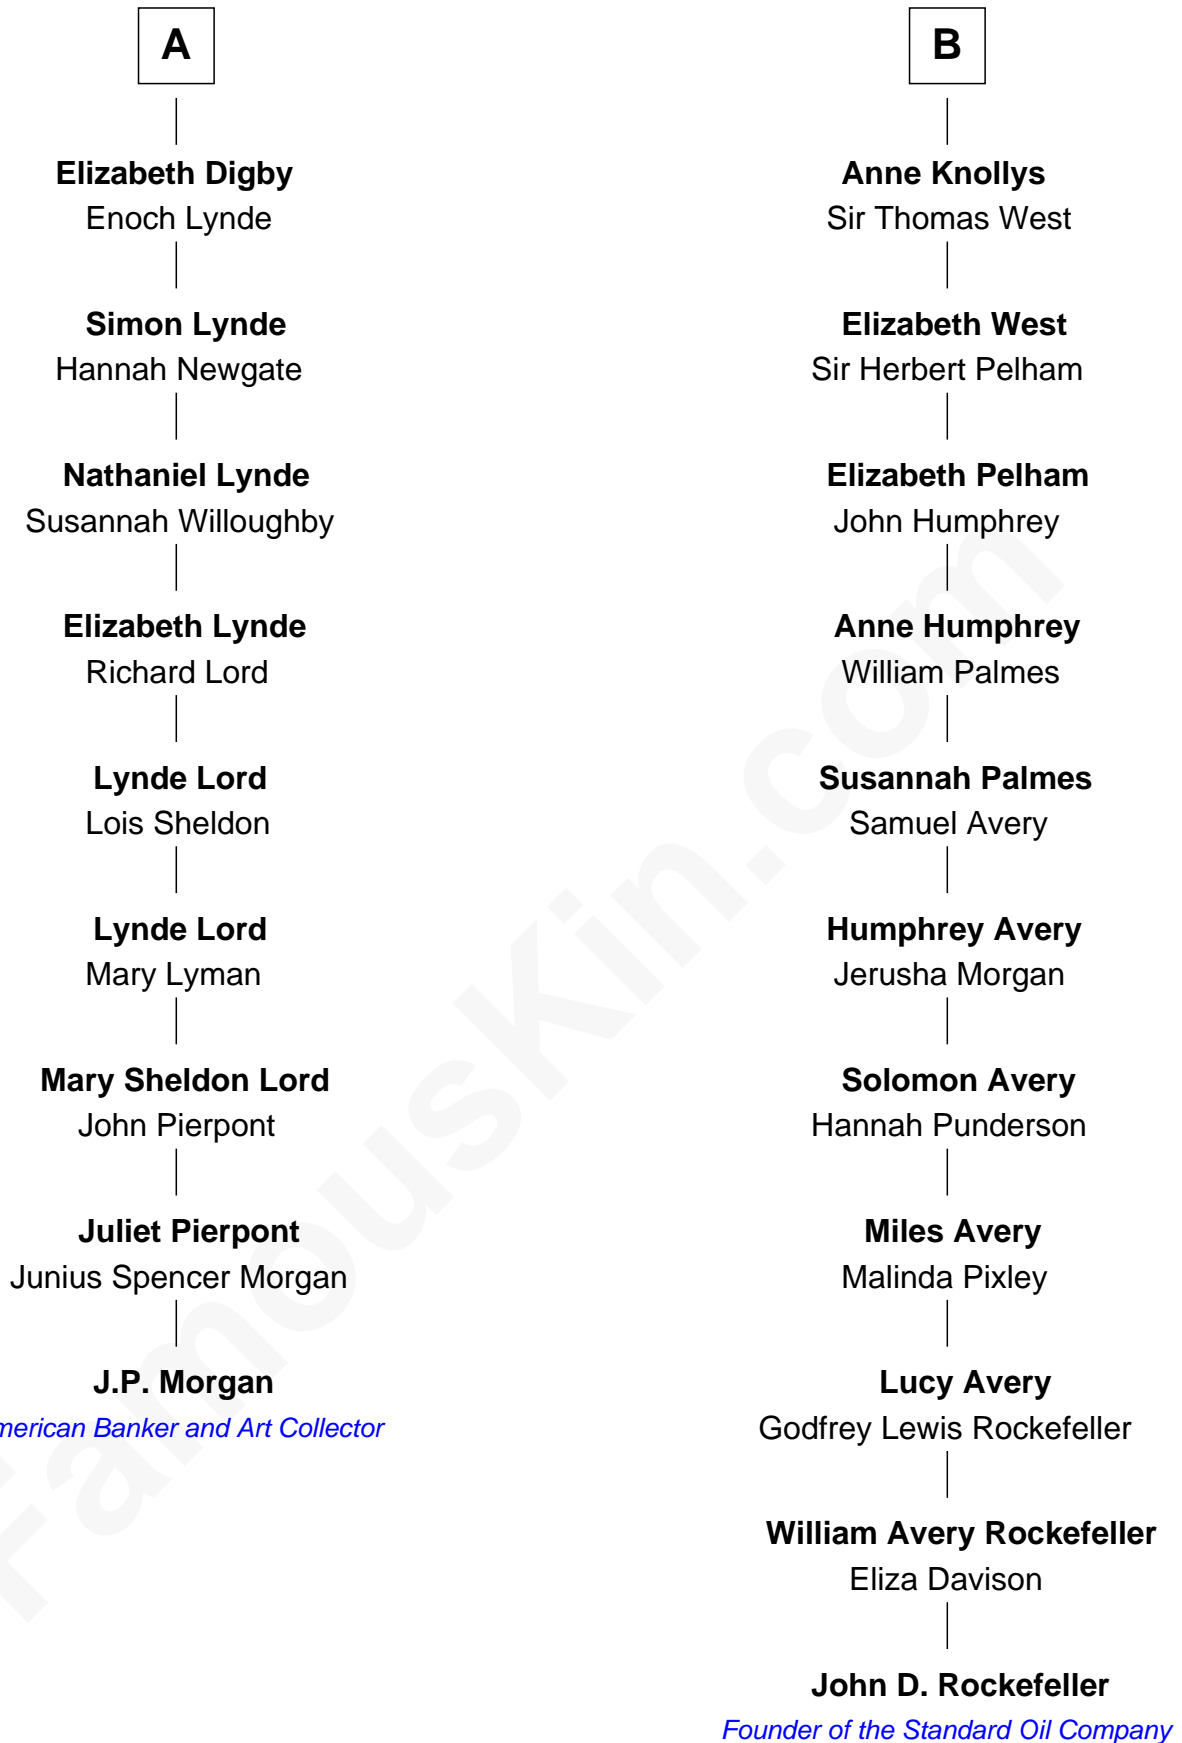 A
Elizabeth Digby
Enoch Lynde
Simon Lynde
Hannah Newgate
Nathaniel Lynde
Susannah Willoughby
Elizabeth Lynde
Richard Lord
Lynde Lord
Lois Sheldon
Lynde Lord
Mary Lyman
Mary Sheldon Lord
John Pierpont
Juliet Pierpont
Junius Spencer Morgan
J.P. Morgan
Banker and Art Collector
B
Anne Knollys
Sir Thomas West
Elizabeth West
Sir Herbert Pelham
Elizabeth Pelham
John Humphrey
Anne Humphrey
William Palmes
Susannah Palmes
Samuel Avery
Humphrey Avery
Jerusha Morgan
Solomon Avery
Hannah Punderson
Miles Avery
Malinda Pixley
Lucy Avery
Godfrey Lewis Rockefeller
William Avery Rockefeller
Eliza Davison
John D. Rockefeller
Founder of the Standard Oil Company
FamousKin.com